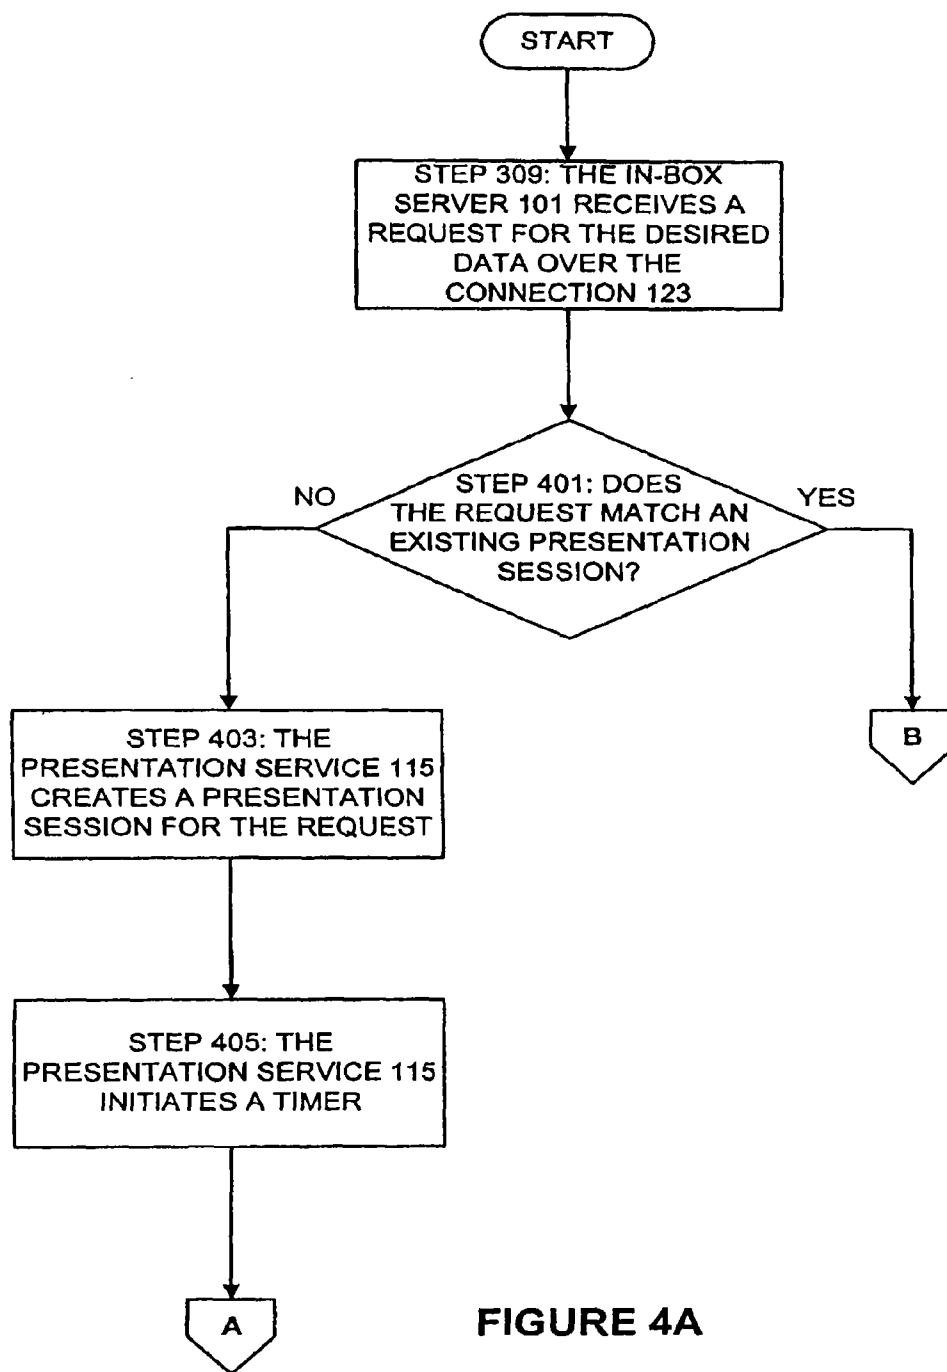 START
STEP 309: THE IN-BOX
SERVER 101 RECEIVES A
REQUEST FOR THE DESIRED
DATA OVER THE
CONNECTION 123
STEP 401: DOES
THE REQUEST MATCH AN
EXISTING PRESENTATION
SESSION?
NO
YES
STEP 403: THE
PRESENTATION SERVICE 115
CREATES A PRESENTATION
SESSION FOR THE REQUEST
B
STEP 405: THE
PRESENTATION SERVICE 115
INITIATES A TIMER
A
FIGURE 4A